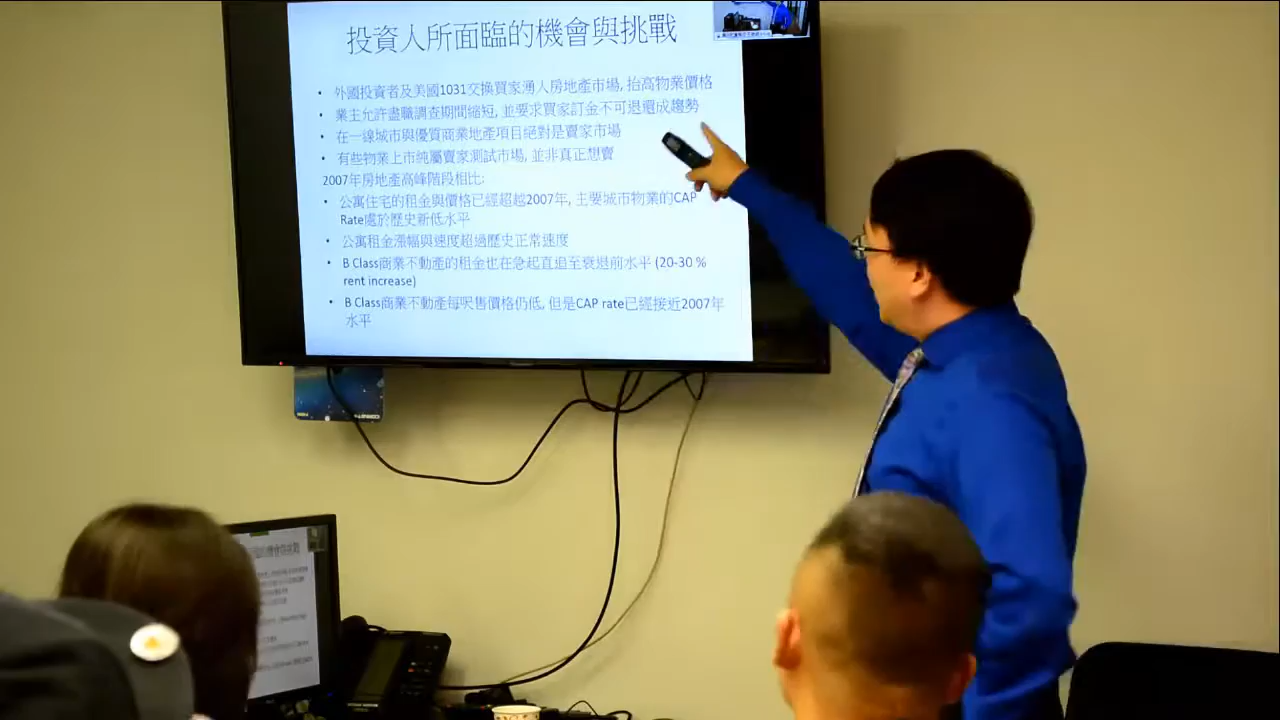 投資人所面臨的機會與挑戰
• 外國投資者及美國1031交換買家湧人房地產市場, 抬高物業價格
• 業主允許盡職調查期間縮短, 並要求買家訂金不可退還成趨勢
• 在一線城市與優質商業地產項目絕對是賣家市場
• 有些物業上市純屬賣家測試市場, 並非真正想賣
2007年房地產高峰階段相比:
• 公寓住宅的租金與價格已經超越2007年, 主要城市物業的CAP
Rate處於歷史新低水平
• 公寓租金漲幅與速度超過歷史正常速度
• B Class商業不動產的租金也在急起直追至衰退前水平 (20-30 %
rent increase)
• B Class商業不動產每呎售價格仍低, 但是CAP rate已經接近2007年
水平